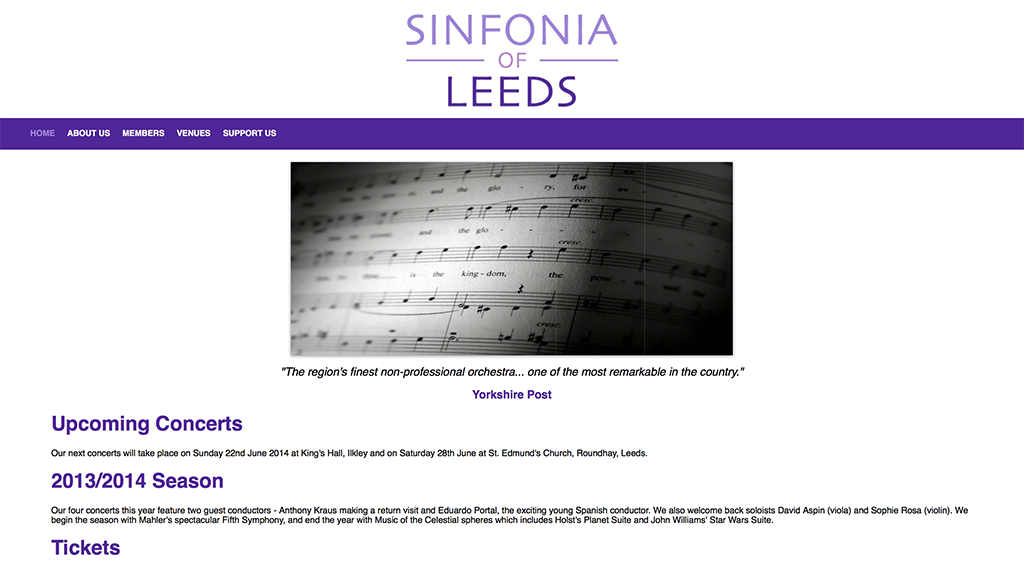 SINFONIA
OF
LEEDS
HOME ABOUT US MEMBERS VENUES SUPPORT US
and the glo - ry, for ev
cresc.
and the glo - - -
cresc.
is the king - dom, the pow
cresc.
"The region's finest non-professional orchestra... one of the most remarkable in the country."
Yorkshire Post
Upcoming Concerts
Our next concerts will take place on Sunday 22nd June 2014 at King's Hall, Ilkley and on Saturday 28th June at St. Edmund's Church, Roundhay, Leeds.
2013/2014 Season
Our four concerts this year feature two guest conductors - Anthony Kraus making a return visit and Eduardo Portal, the exciting young Spanish conductor. We also welcome back soloists David Aspin (viola) and Sophie Rosa (violin). We
begin the season with Mahler's spectacular Fifth Symphony, and end the year with Music of the Celestial spheres which includes Holst's Planet Suite and John Williams' Star Wars Suite.
Tickets